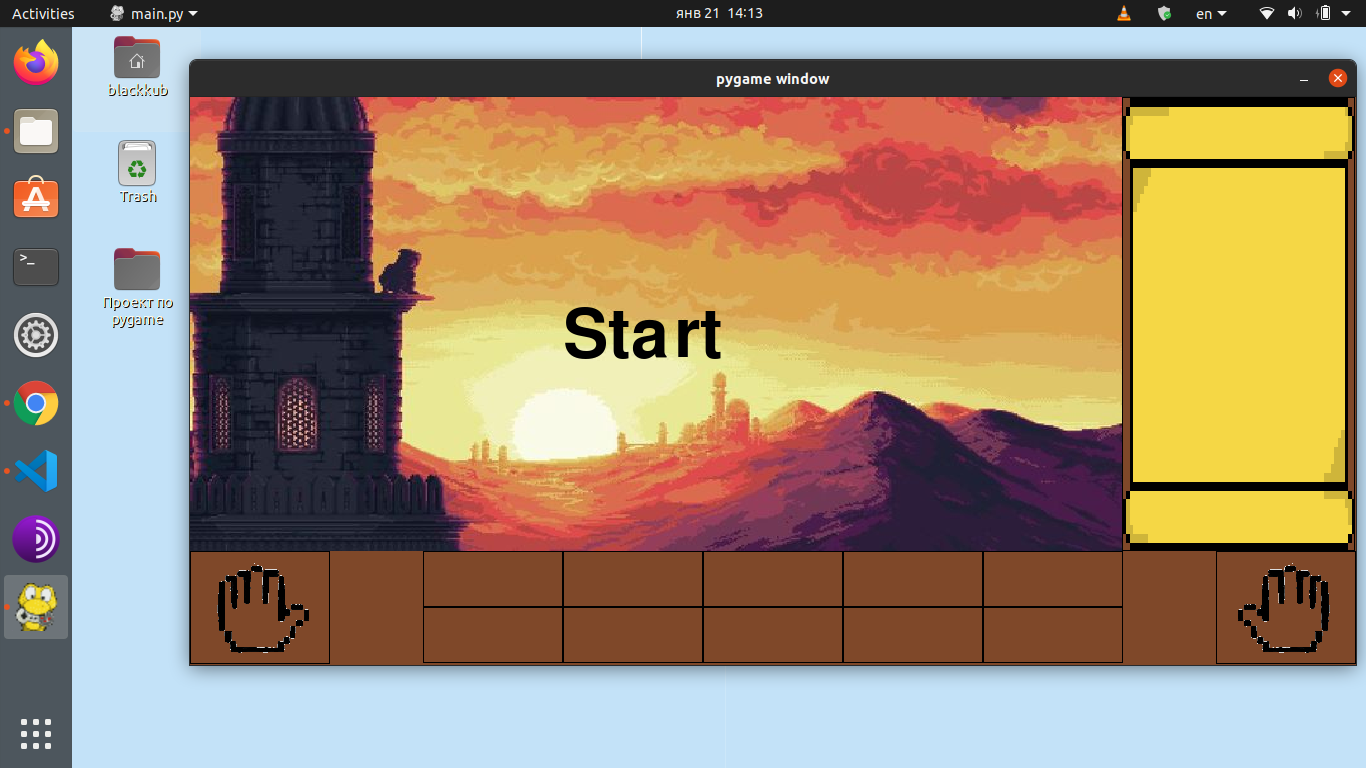 Activities
main.py
янв 21 14:13
en
blackkub
Trash
Проект по
pygame
pygame window
Start
>_